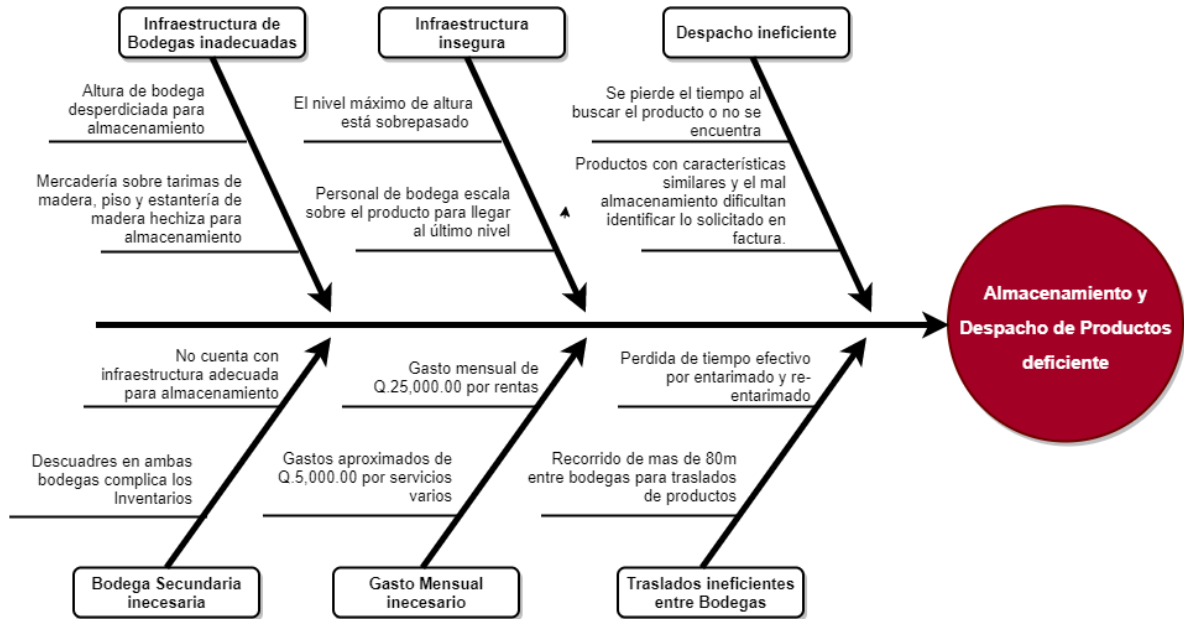 Infraestructura de
Bodegas inadecuadas
Infraestructura
insegura
Despacho ineficiente
Altura de bodega
desperdiciada para
almacenamiento
El nivel máximo de altura
está sobrepasado
Se pierde el tiempo al
buscar el producto o no se
encuentra
Mercadería sobre tarimas de
madera, piso y estantería de
madera hechiza para
almacenamiento
Personal de bodega escala
sobre el producto para llegar
al último nivel
Productos con características
similares y el mal
almacenamiento dificultan
identificar lo solicitado en
factura.
Almacenamiento y
Despacho de Productos
deficiente
No cuenta con
infraestructura adecuada
para almacenamiento
Gasto mensual de
Q.25,000.00 por rentas
Perdida de tiempo efectivo
por entarimado y re-
entarimado
Descuadres en ambas
bodegas complica los
Inventarios
Gastos aproximados de
Q.5,000.00 por servicios
varios
Recorrido de mas de 80m
entre bodegas para traslados
de productos
Bodega Secundaria
inecesaria
Gasto Mensual
inecesario
Traslados ineficientes
entre Bodegas